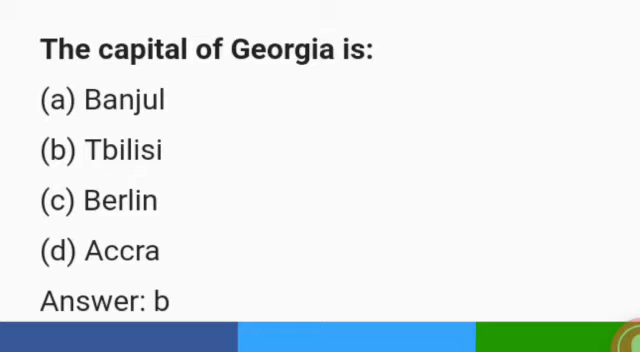 The capital of Georgia is:
(a) Banjul
(b) Tbilisi
(c) Berlin
(d) Accra
Answer: b